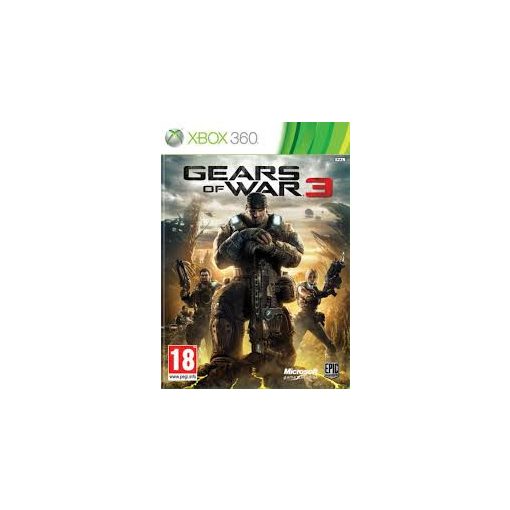 XBOX 360
GEARS
OF WAR 3
18
www.pegi.info
Microsoft
EPIC